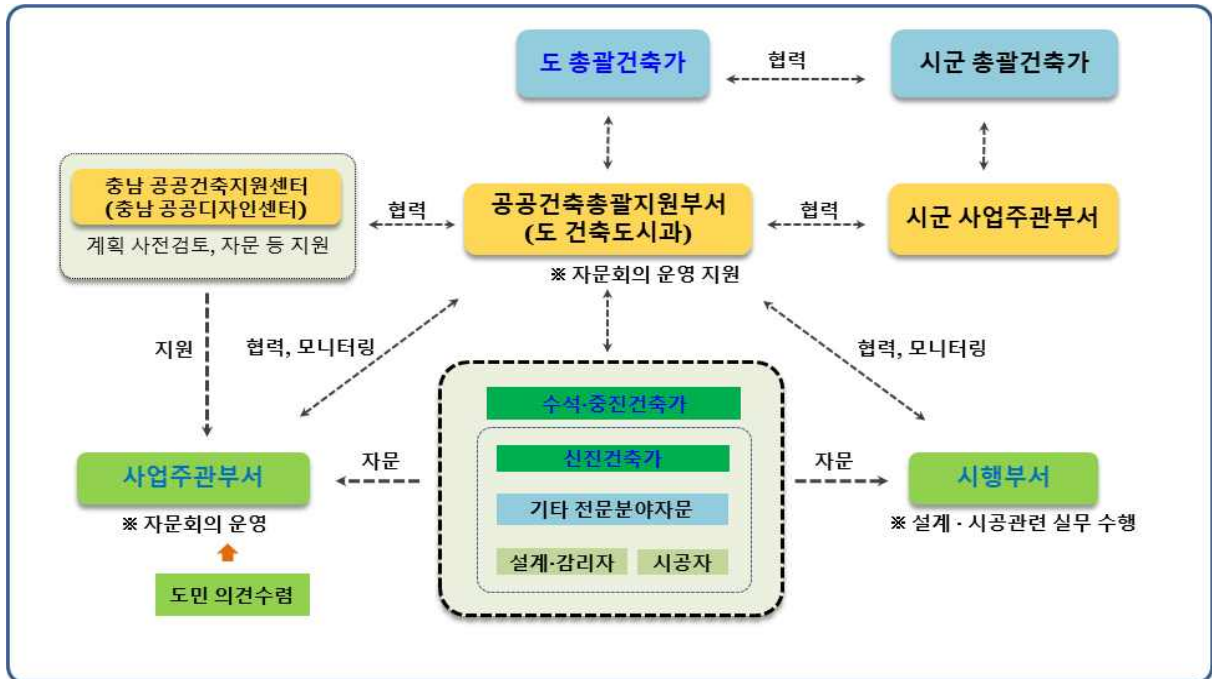 도 총괄건축가
협력
시군 총괄건축가
충남 공공건축지원센터
(충남 공공디자인센터)
계획 사전검토, 자문 등 지원
협력
공공건축총괄지원부서
(도 건축도시과)
※ 자문회의 운영 지원
협력
시군 사업주관부서
지원
협력, 모니터링
협력, 모니터링
수석·중진건축가
신진건축가
기타 전문분야자문
설계·감리자
시공자
사업주관부서
※ 자문회의 운영
자문
자문
시행부서
※ 설계 · 시공관련 실무 수행
도민 의견수렴